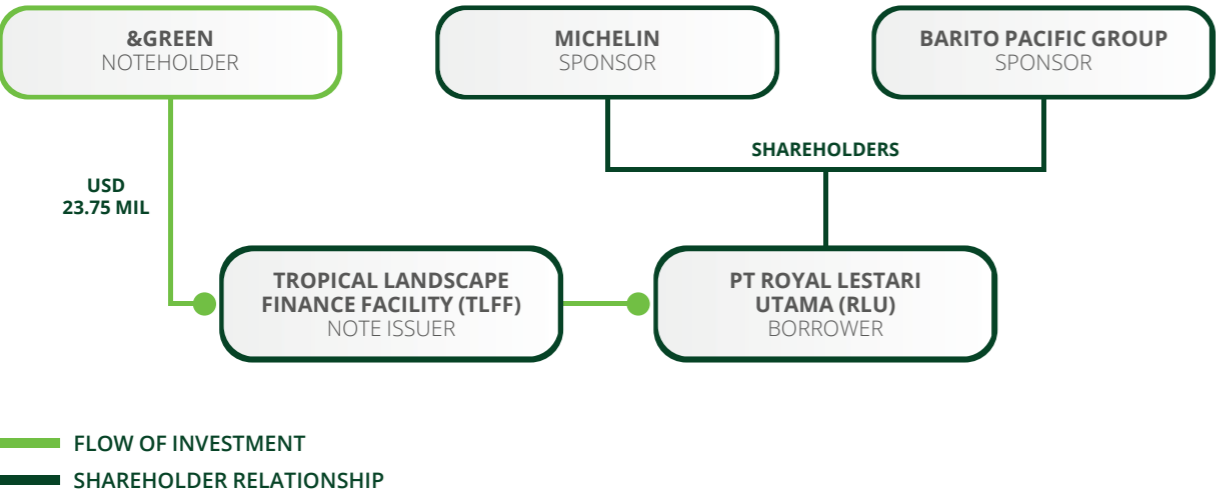 &GREEN
NOTEHOLDER
MICHELIN
SPONSOR
BARITO PACIFIC GROUP
SPONSOR
SHAREHOLDERS
USD
23.75 MIL
TROPICAL LANDSCAPE
FINANCE FACILITY (TLFF)
NOTE ISSUER
PT ROYAL LESTARI
UTAMA (RLU)
BORROWER
FLOW OF INVESTMENT
SHAREHOLDER RELATIONSHIP